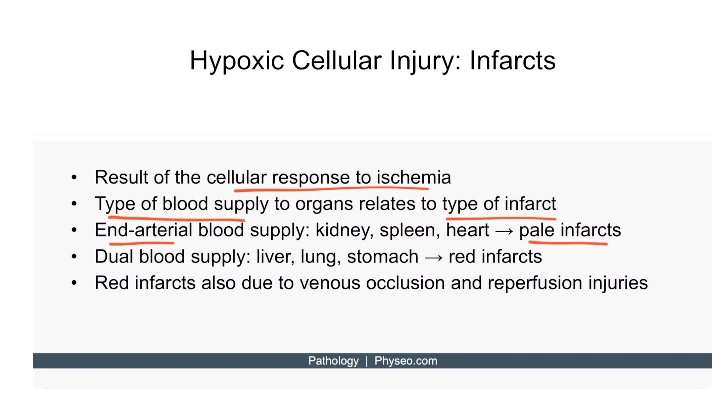 Hypoxic Cellular Injury: Infarcts
• Result of the cellular response to ischemia
• Type of blood supply to organs relates to type of infarct
• End-arterial blood supply: kidney, spleen, heart → pale infarcts
• Dual blood supply: liver, lung, stomach → red infarcts
• Red infarcts also due to venous occlusion and reperfusion injuries
Pathology | Physeo.com